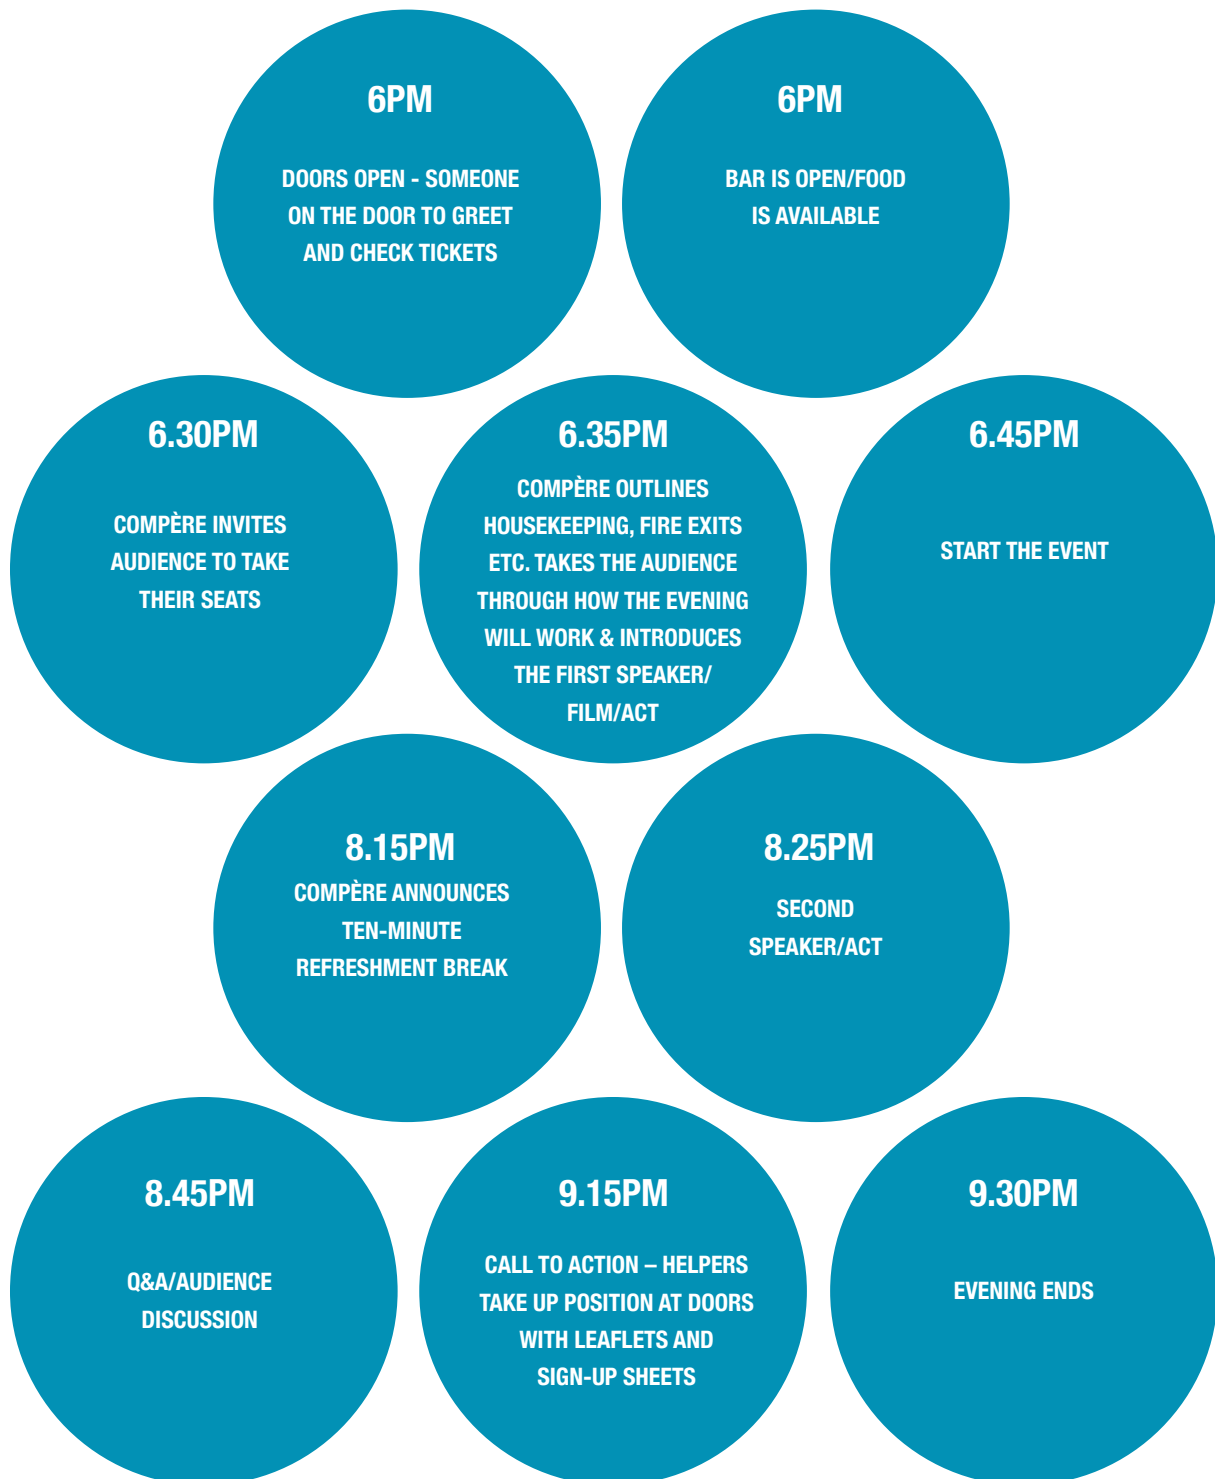 6PM
DOORS OPEN - SOMEONE
ON THE DOOR TO GREET
AND CHECK TICKETS
6PM
BAR IS OPEN/FOOD
IS AVAILABLE
6.30PM
COMPÈRE INVITES
AUDIENCE TO TAKE
THEIR SEATS
6.35PM
COMPÈRE OUTLINES
HOUSEKEEPING, FIRE EXITS
ETC. TAKES THE AUDIENCE
THROUGH HOW THE EVENING
WILL WORK & INTRODUCES
THE FIRST SPEAKER/
FILM/ACT
6.45PM
START THE EVENT
8.15PM
COMPÈRE ANNOUNCES
TEN-MINUTE
REFRESHMENT BREAK
8.25PM
SECOND
SPEAKER/ACT
8.45PM
Q&A/AUDIENCE
DISCUSSION
9.15PM
CALL TO ACTION – HELPERS
TAKE UP POSITION AT DOORS
WITH LEAFLETS AND
SIGN-UP SHEETS
9.30PM
EVENING ENDS